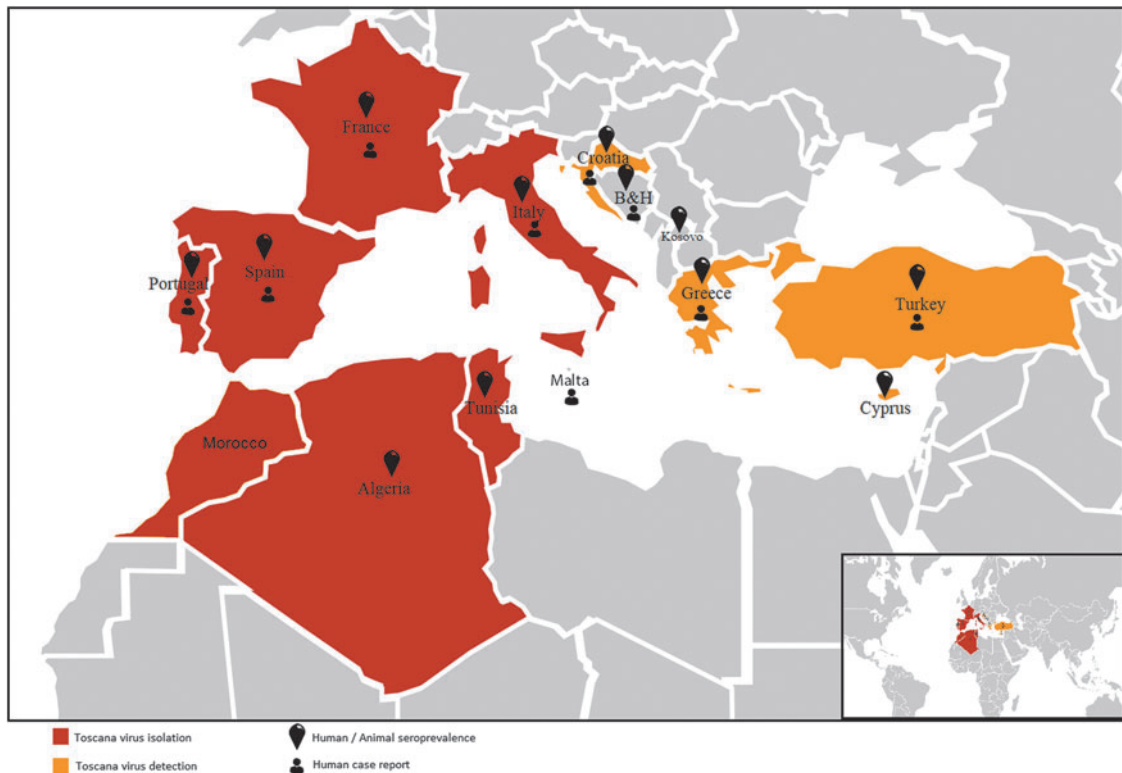 France
Croatia
B&H
Italy
Kosovo
Portugal
Spain
Greece
Turkey
Malta
Tunisia
Cyprus
Morocco
Algeria
Toscana virus isolation
Human / Animal seroprevalence
Toscana virus detection
Human case report